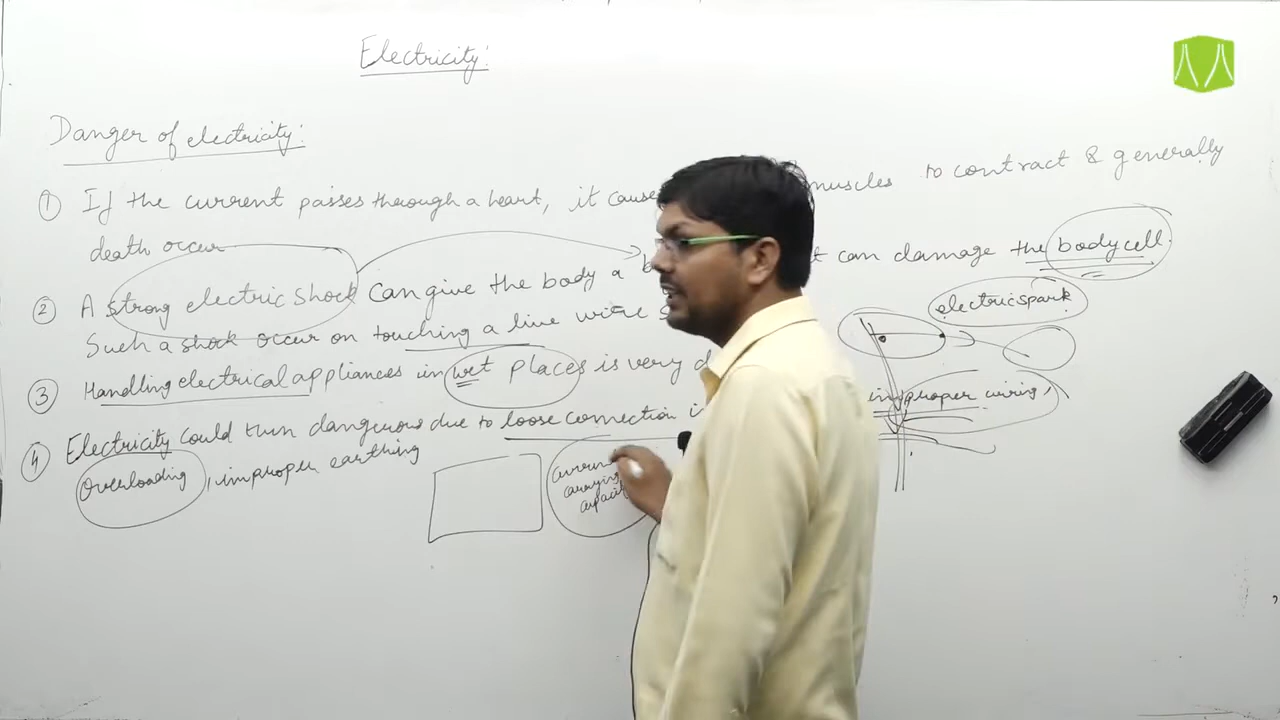 Electricity:
Danger of electricity:
① If the current passes through a heart, it cause muscles to contract & generally
death occur
② A strong electric shock can give the body a can damage the body cell.
Such a shock occur on touching a live wire
electric spark
③ Handling electrical appliances in wet places is very
④ Electricity could turn dangerous due to loose connection improper wiring,
Overloading, improper earthing
carrying